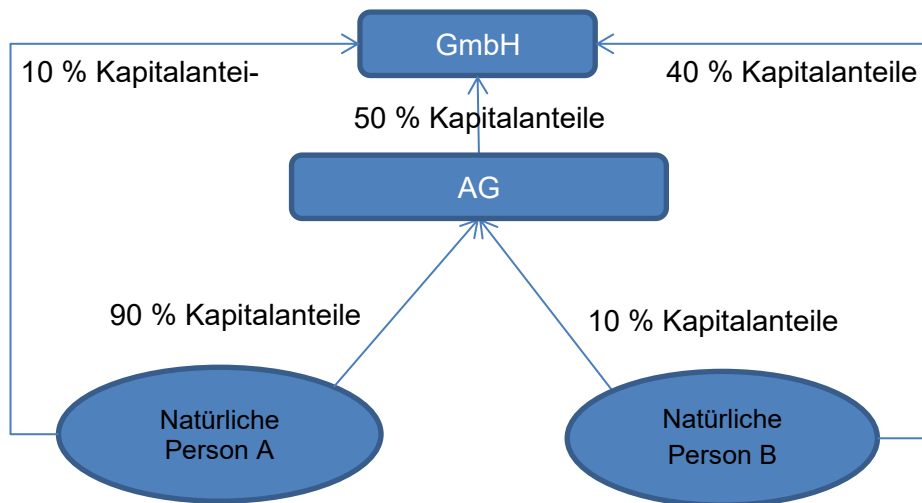 GmbH
10 % Kapitalantei-
40 % Kapitalanteile
50 % Kapitalanteile
AG
90 % Kapitalanteile
10 % Kapitalanteile
Natürliche
Person A
Natürliche
Person B